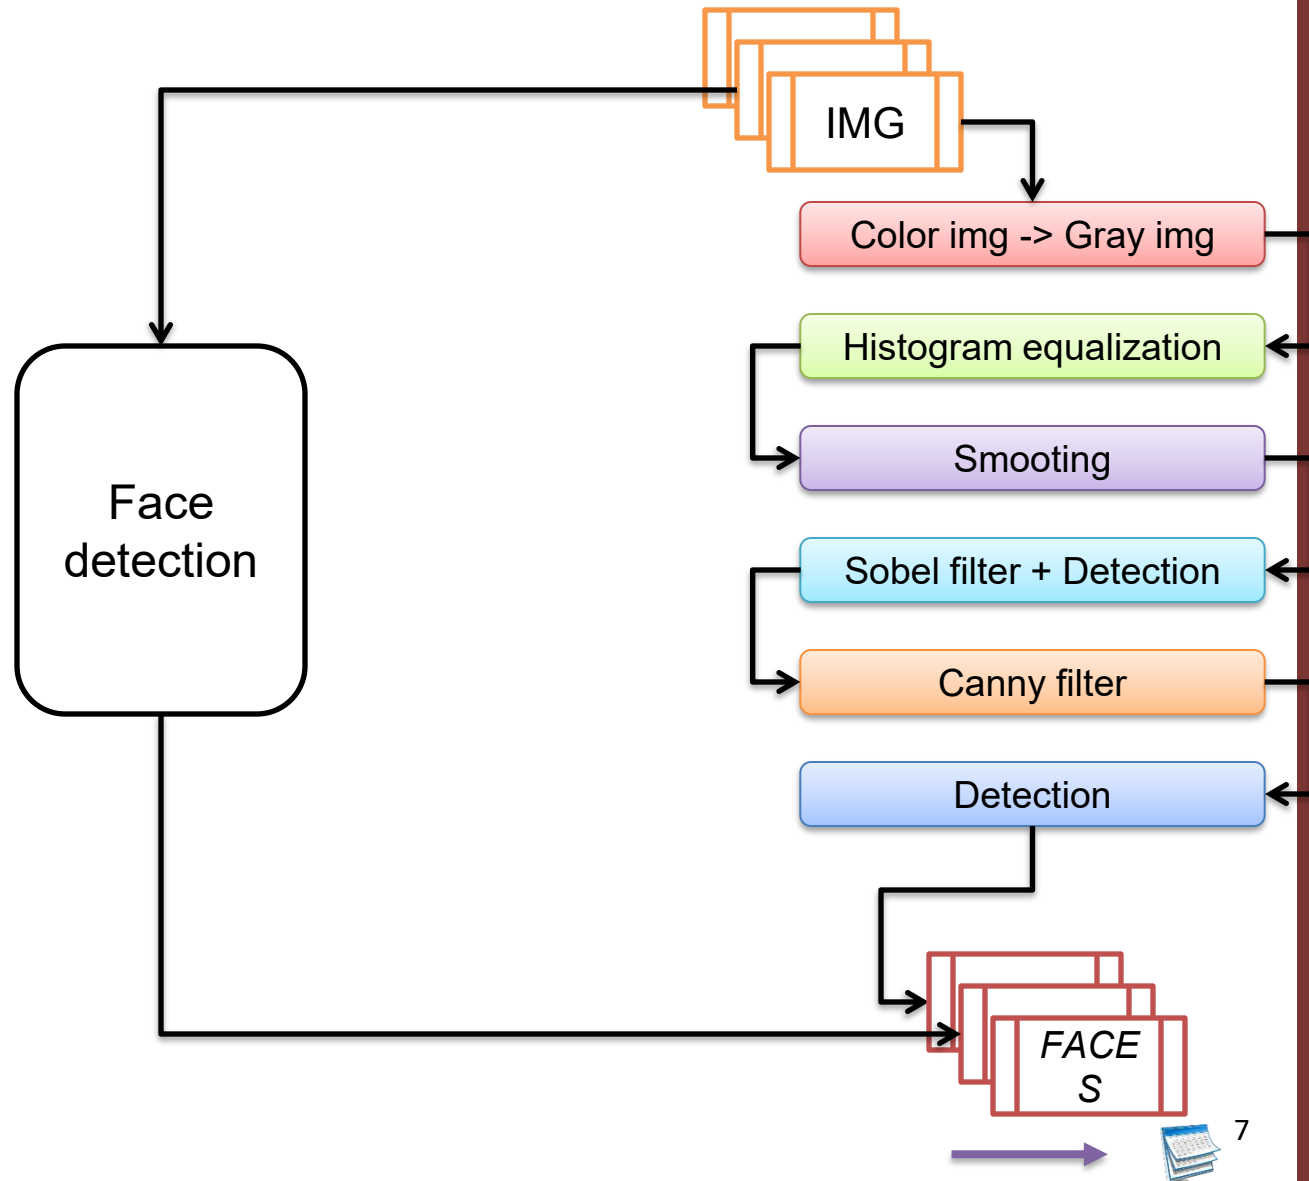 IMG
Color img -> Gray img
Histogram equalization
Smooting
Face
detection
Sobel filter + Detection
Canny filter
Detection
FACE
S
7